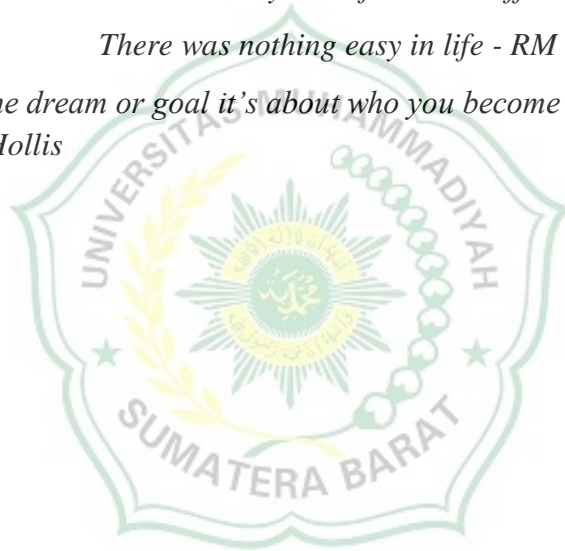 There was nothing easy in life - RM
dream or goal it's about who you become
Hollis
UNIVERSITAS MUHAMMADIYAH
SUMATERA BARAT